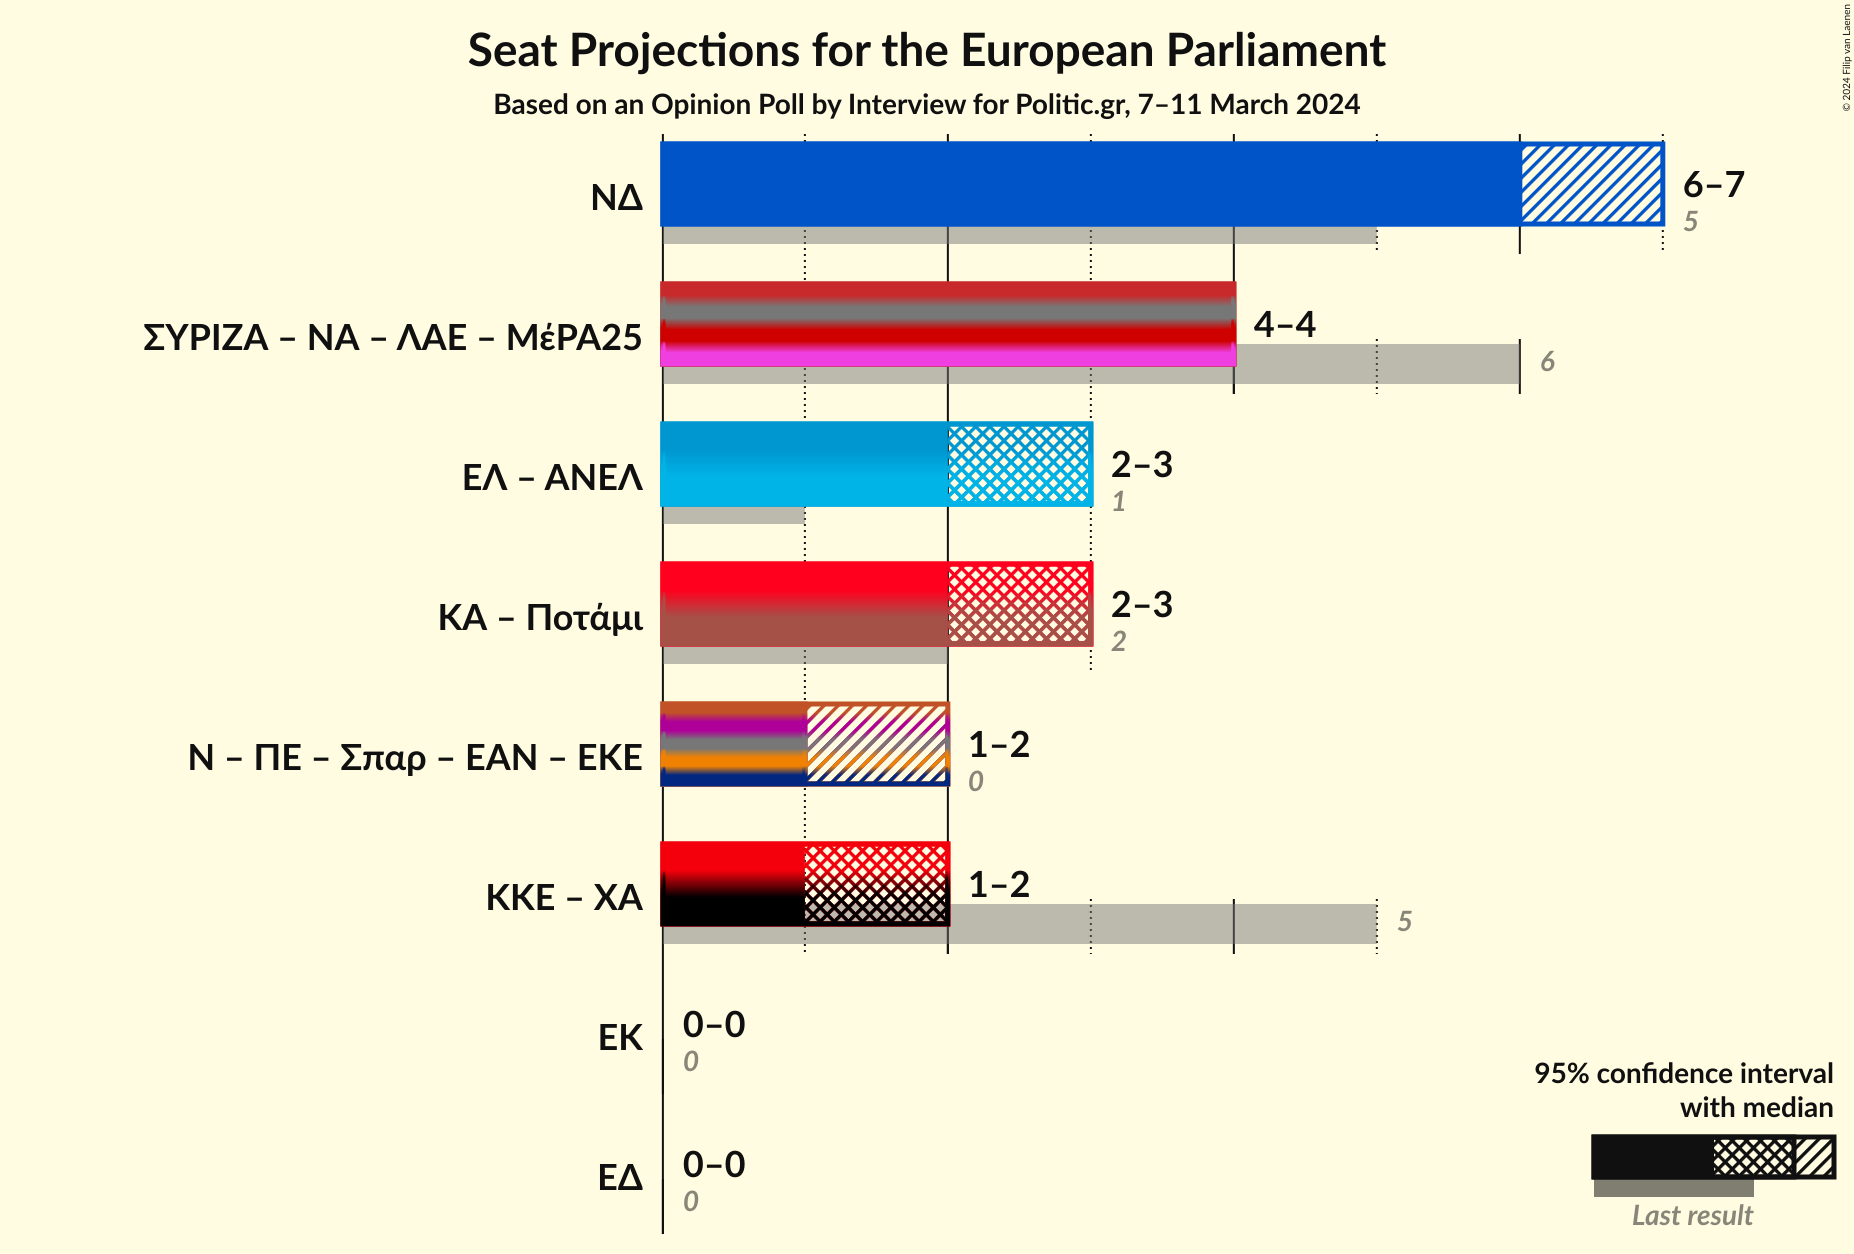 Seat Projections for the European Parliament
Based on an Opinion Poll by Interview for Politic.gr, 7–11 March 2024
© 2024 Filip van Laenen
ΝΔ
6–7
5
ΣΥΡΙΖΑ – ΝΑ – ΛΑΕ – ΜέΡΑ25
4–4
6
ΕΛ – ΑΝΕΛ
2–3
1
ΚΑ – Ποτάμι
2–3
2
Ν – ΠΕ – Σπαρ – ΕΑΝ – ΕΚΕ
1–2
0
ΚΚΕ – ΧΑ
1–2
5
ΕΚ
0–0
0
ΕΔ
0–0
0
95% confidence interval
with median
Last result